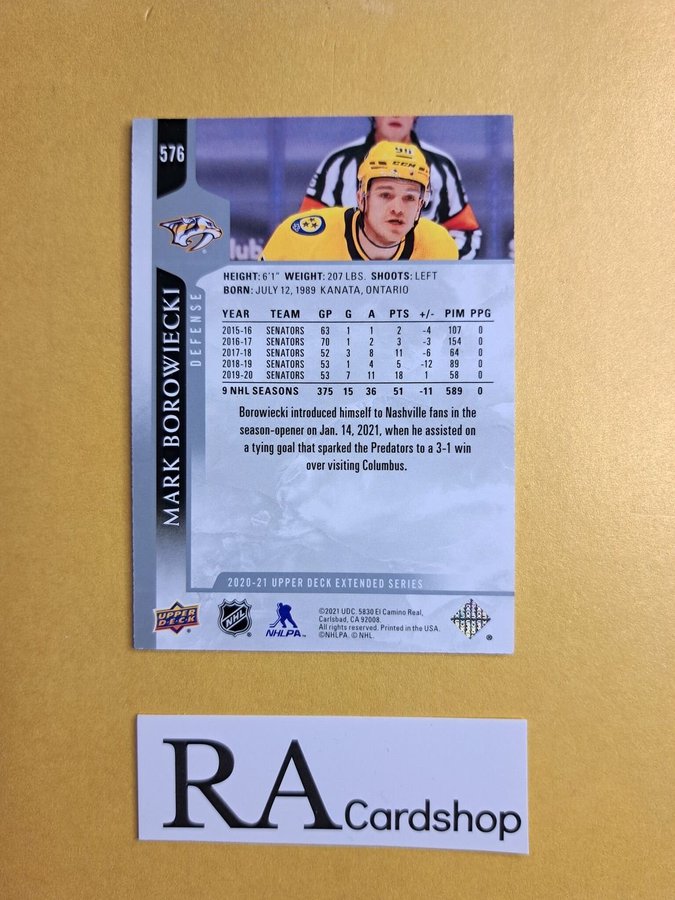 576
90
CCM
lub
HEIGHT: 6'1" WEIGHT: 207 LBS. SHOOTS: LEFT
BORN: JULY 12, 1989 KANATA, ONTARIO
MARK BOROWIECKI
DEFENSE
YEAR TEAM GP G A PTS +/- PIM PPG
2015-16 SENATORS 63 1 1 2 -4 107 0
2016-17 SENATORS 70 1 2 3 -3 154 0
2017-18 SENATORS 52 3 8 11 -6 64 0
2018-19 SENATORS 53 1 4 5 -12 89 0
2019-20 SENATORS 53 7 11 18 1 58 0
9 NHL SEASONS 375 15 36 51 -11 589 0
Borowiecki introduced himself to Nashville fans in the
season-opener on Jan. 14, 2021, when he assisted on
a tying goal that sparked the Predators to a 3-1 win
over visiting Columbus.
2020-21 UPPER DECK EXTENDED SERIES
UPPER DECK
NHL
NHLPA™
©2021 UDC. 5830 El Camino Real,
Carlsbad, CA 92008.
All rights reserved. Printed in the USA.
©NHLPA. © NHL.
RA Cardshop